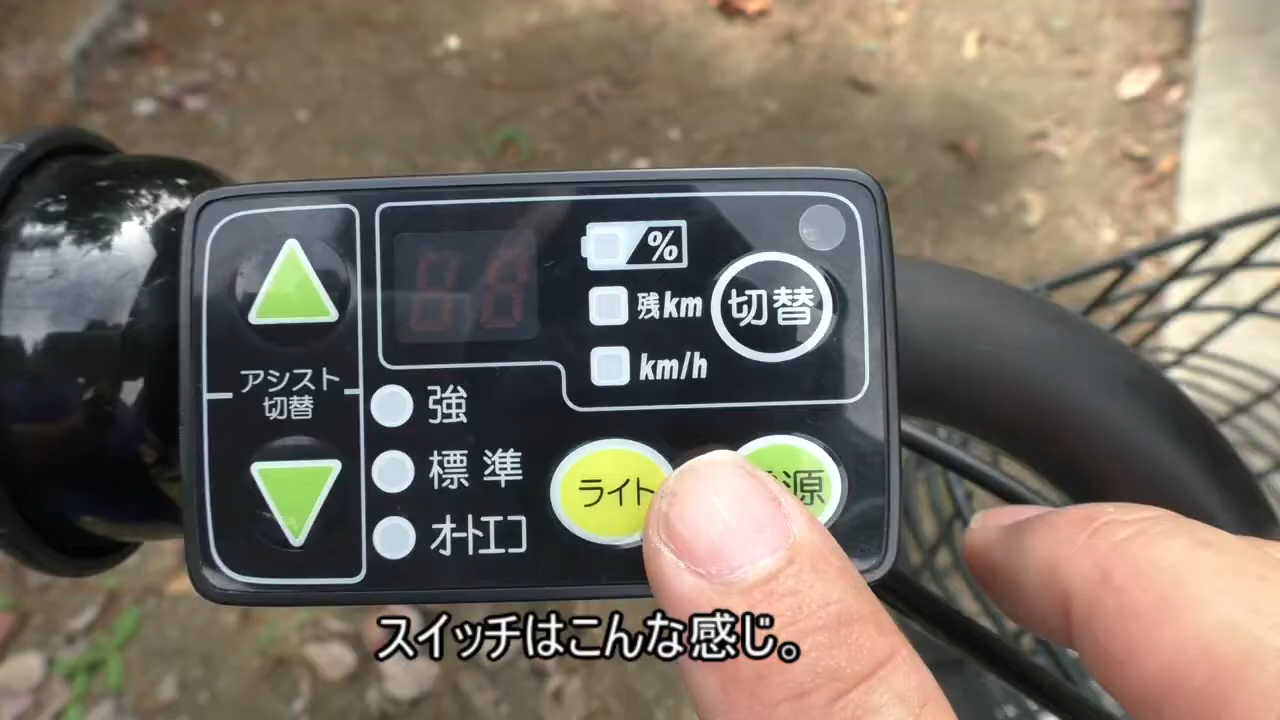 %
残km
切替
km/h
アシスト
切替
強
標準
オートエコ
ライト
源
スイッチはこんな感じ。